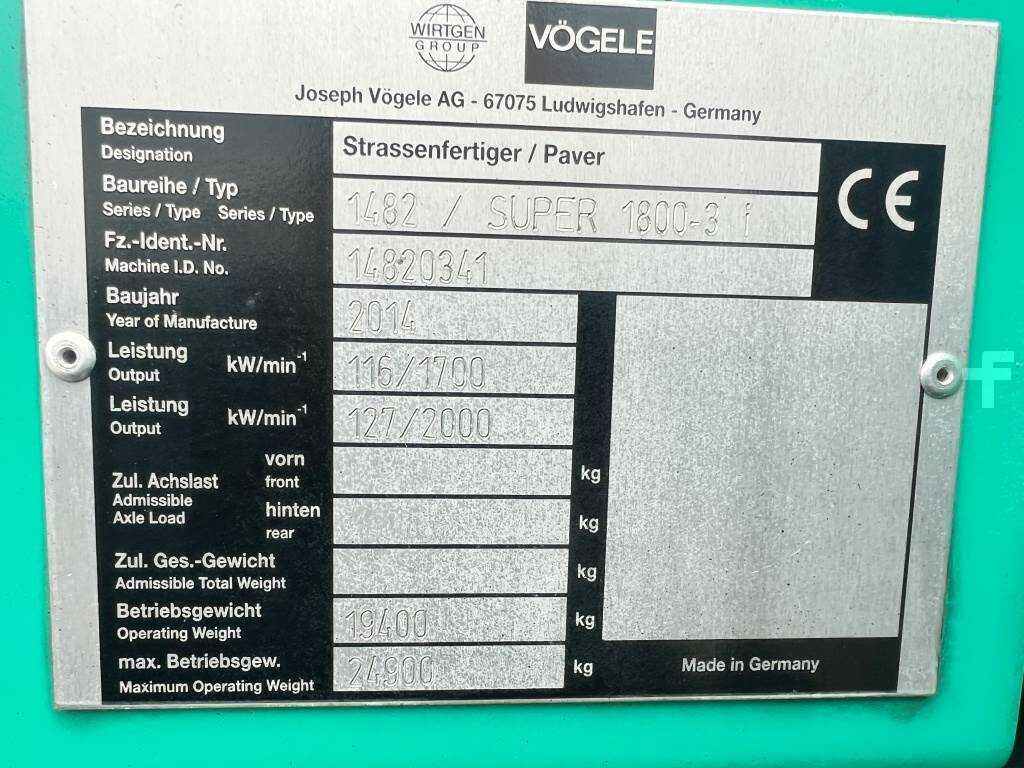 WIRTGEN
GROUP
VÖGELE
Joseph Vögele AG - 67075 Ludwigshafen - Germany
Bezeichnung
Designation
Strassenfertiger / Paver
Baureihe / Typ
Series / Type Series / Type
1482 / SUPER 1800-3 i
CE
Fz.-Ident.-Nr.
Machine I.D. No.
14820341
Baujahr
Year of Manufacture
2014
Leistung
Output
kW/min-1
116/1700
Leistung
Output
kW/min-1
127/2000
Zul. Achslast
Admissible
Axle Load
vorn
front
kg
hinten
rear
kg
Zul. Ges.-Gewicht
Admissible Total Weight
kg
Betriebsgewicht
Operating Weight
19400
kg
max. Betriebsgew.
Maximum Operating Weight
24900
kg
Made in Germany
f